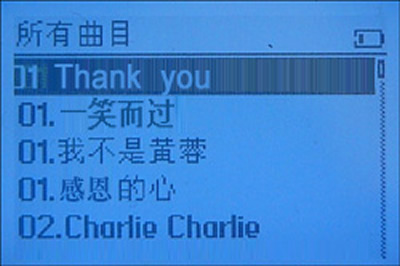 所有曲目
01 Thank you
01.一笑而过
01.我不是黃蓉
01.感恩的心
02.Charlie Charlie